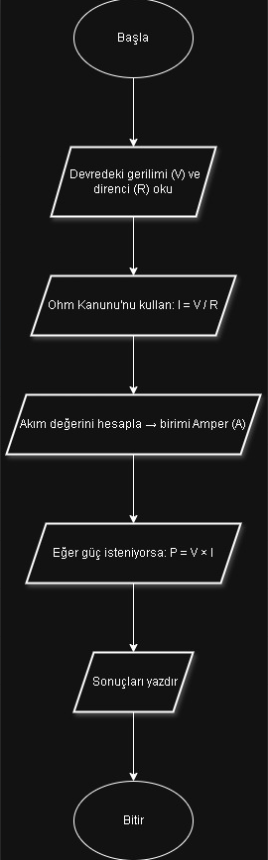 Başla
Devredeki gerilimi (V) ve
direnci (R) oku
Ohm Kanunu'nu kullan: I = V / R
Akım değerini hesapla → birimi Amper (A)
Eğer güç isteniyorsa: P = V × I
Sonuçları yazdır
Bitir